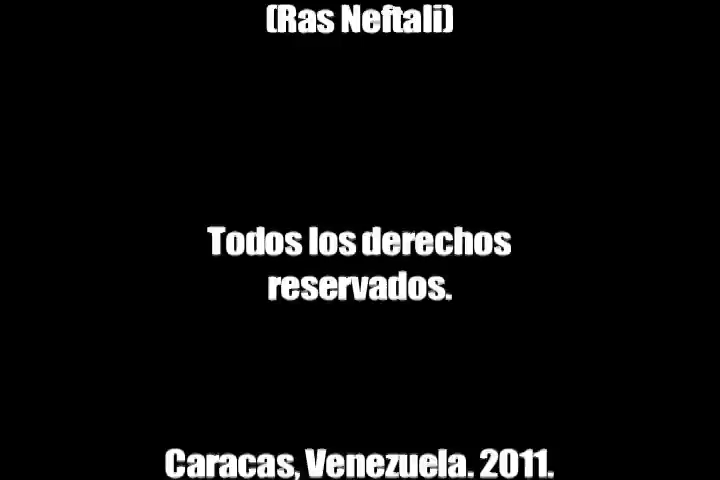 (Ras Neftali)
Todos los derechos
reservados.
Caracas, Venezuela. 2011.